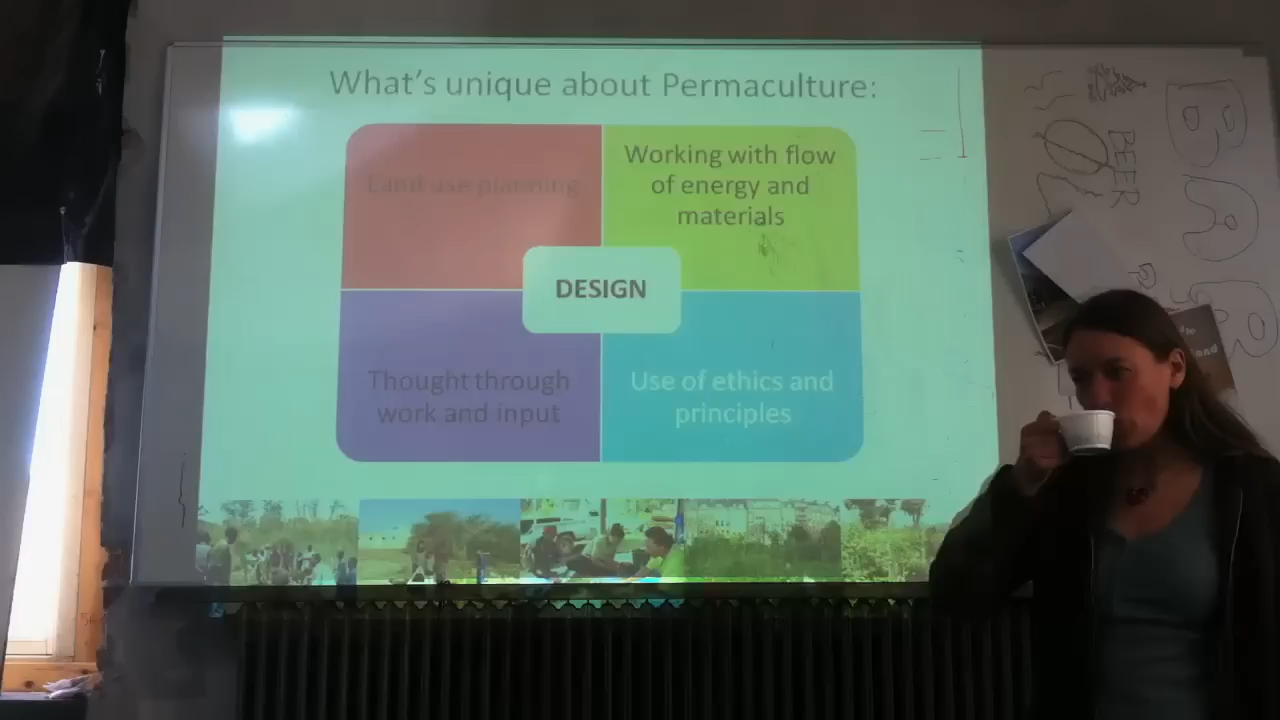 What's unique about Permaculture:
Land use planning
Working with flow
of energy and
materials
DESIGN
Thought through
work and input
Use of ethics and
principles
BEER
BAR